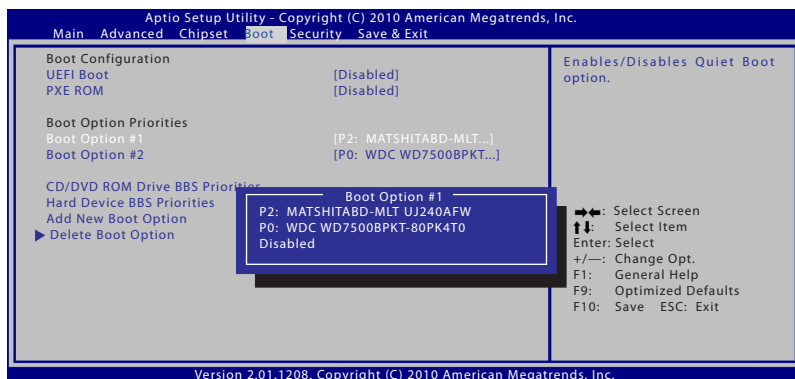 Aptio Setup Utility - Copyright (C) 2010 American Megatrends, Inc.
Main Advanced Chipset Boot Security Save & Exit
Boot Configuration
UEFI Boot [Disabled]
PXE ROM [Disabled]
Boot Option Priorities
Boot Option #1 [P2: MATSHITABD-MLT...]
Boot Option #2 [P0: WDC WD7500BPKT...]
CD/DVD ROM Drive BBS Priorities
Hard Device BBS Priorities
Add New Boot Option
Delete Boot Option
Boot Option #1
P2: MATSHITABD-MLT UJ240AFW
P0: WDC WD7500BPKT-80PK4T0
Disabled
Enables/Disables Quiet Boot
option.
➡⬅: Select Screen
⬆⬇: Select Item
Enter: Select
+/—: Change Opt.
F1: General Help
F9: Optimized Defaults
F10: Save ESC: Exit
Version 2.01.1208. Copyright (C) 2010 American Megatrends, Inc.